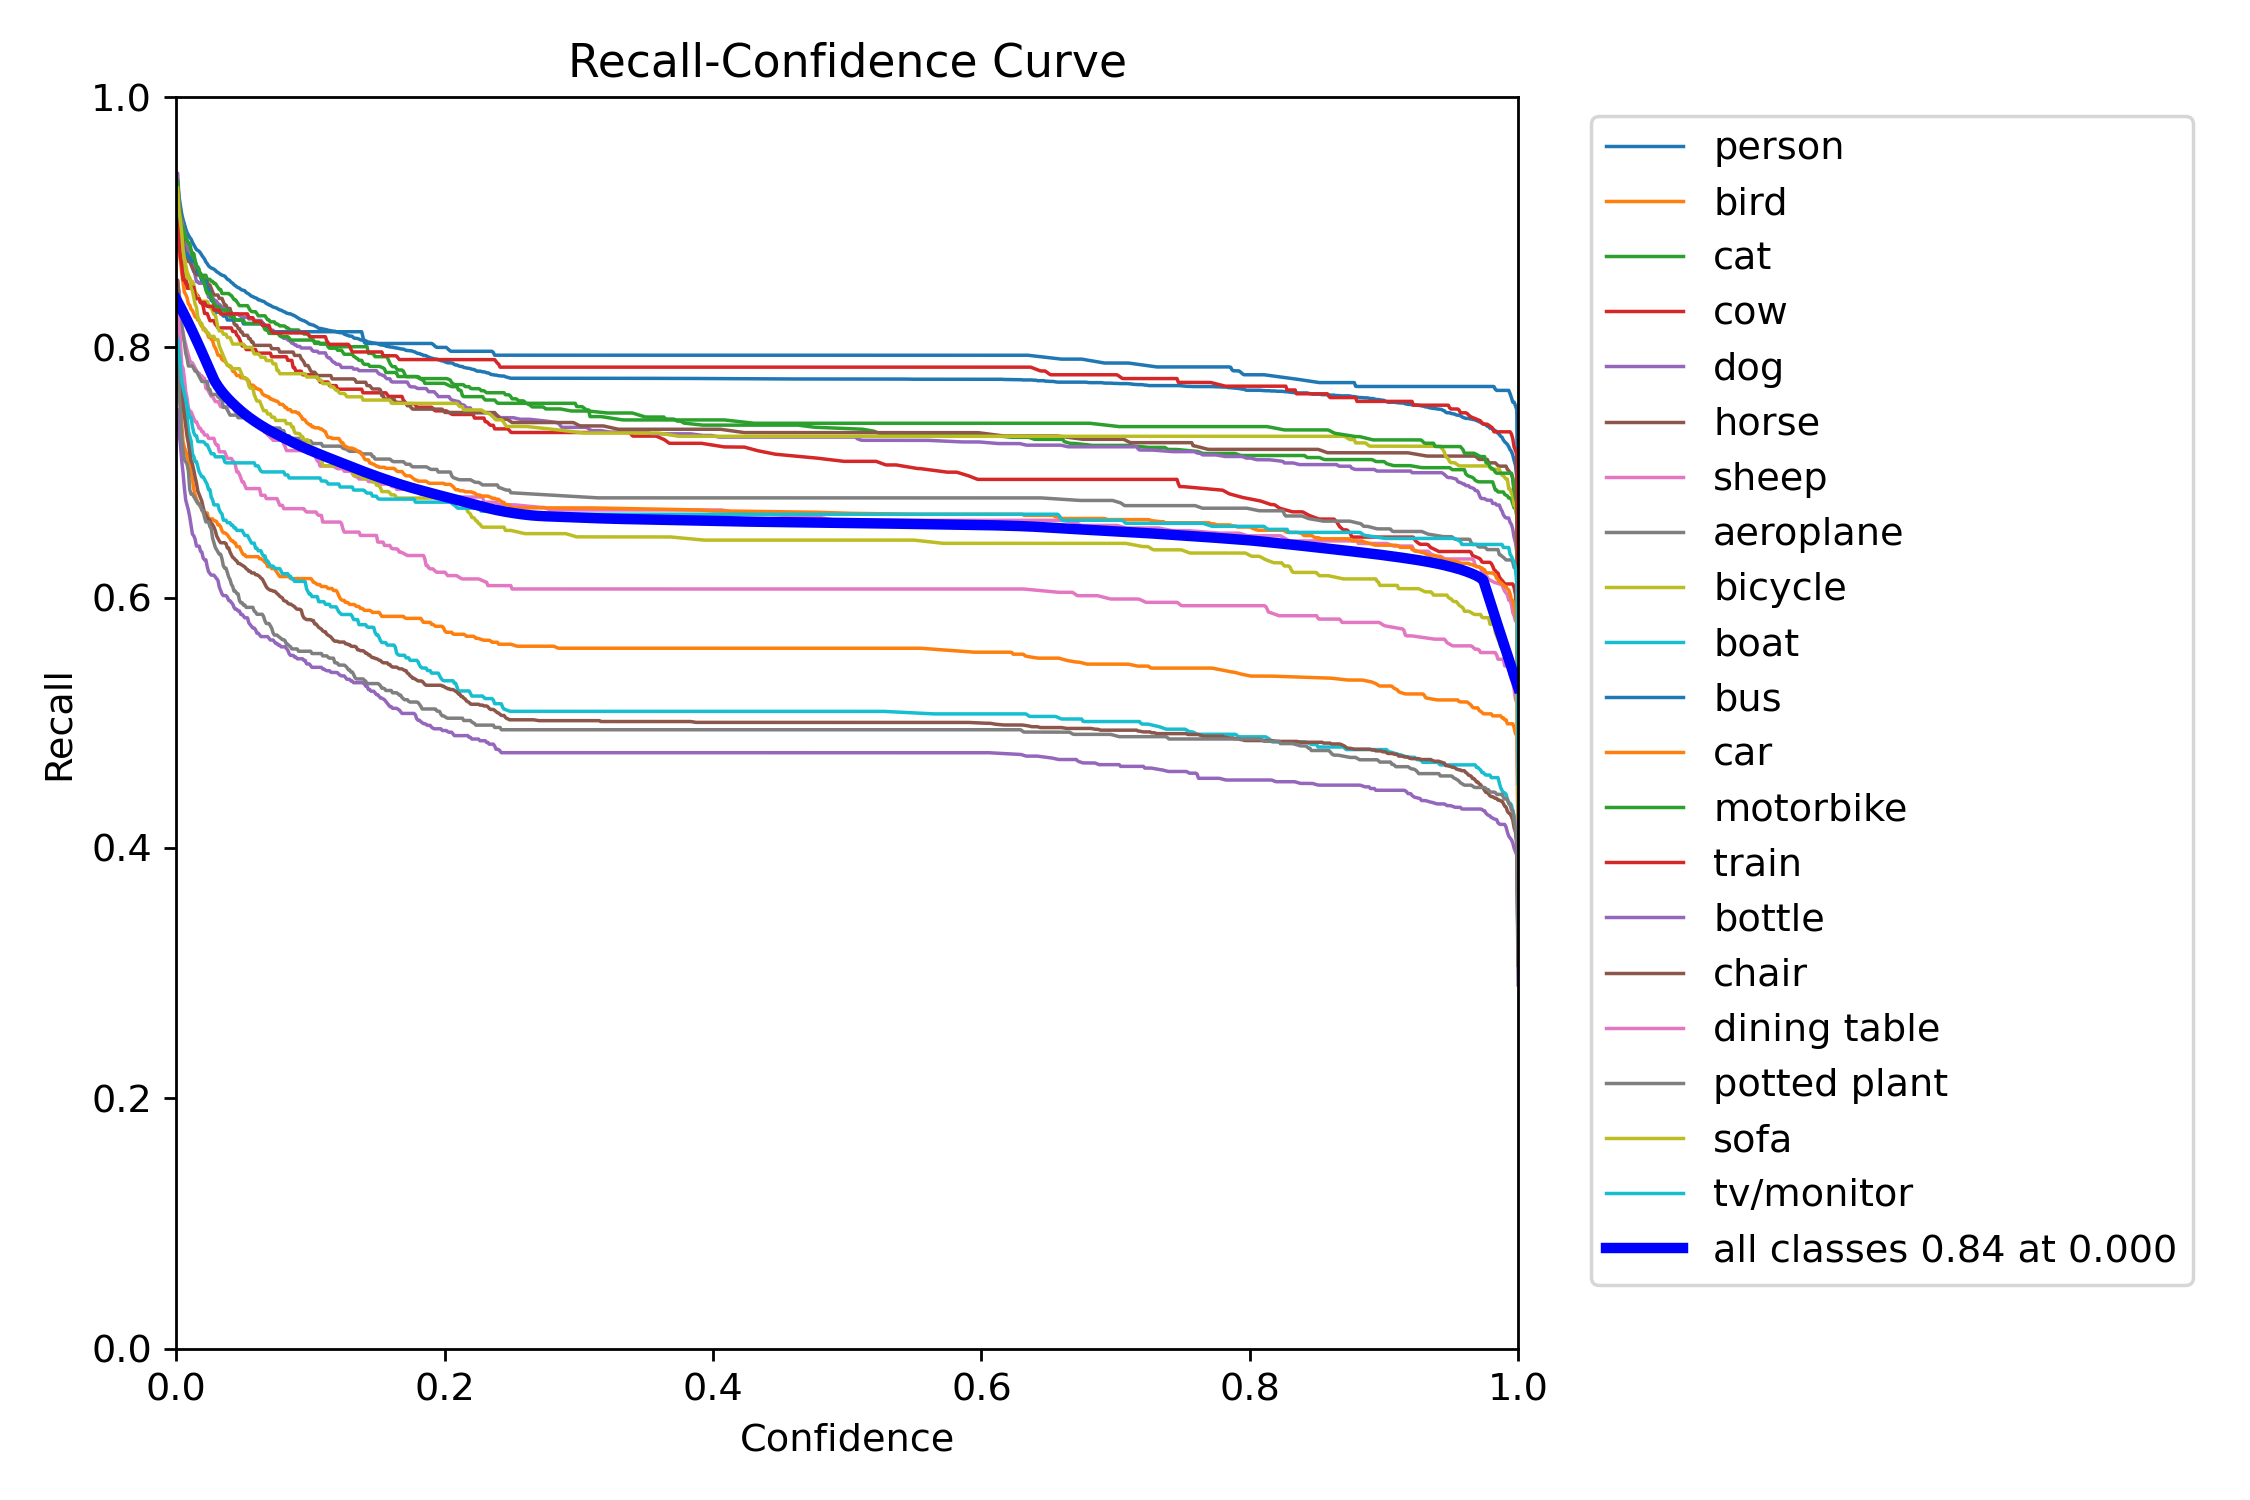 Recall-Confidence Curve
1.0
0.8
0.6
0.4
0.2
0.0
Recall
0.0 0.2 0.4 0.6 0.8 1.0
Confidence
person
bird
cat
cow
dog
horse
sheep
aeroplane
bicycle
boat
bus
car
motorbike
train
bottle
chair
dining table
potted plant
sofa
tv/monitor
all classes 0.84 at 0.000